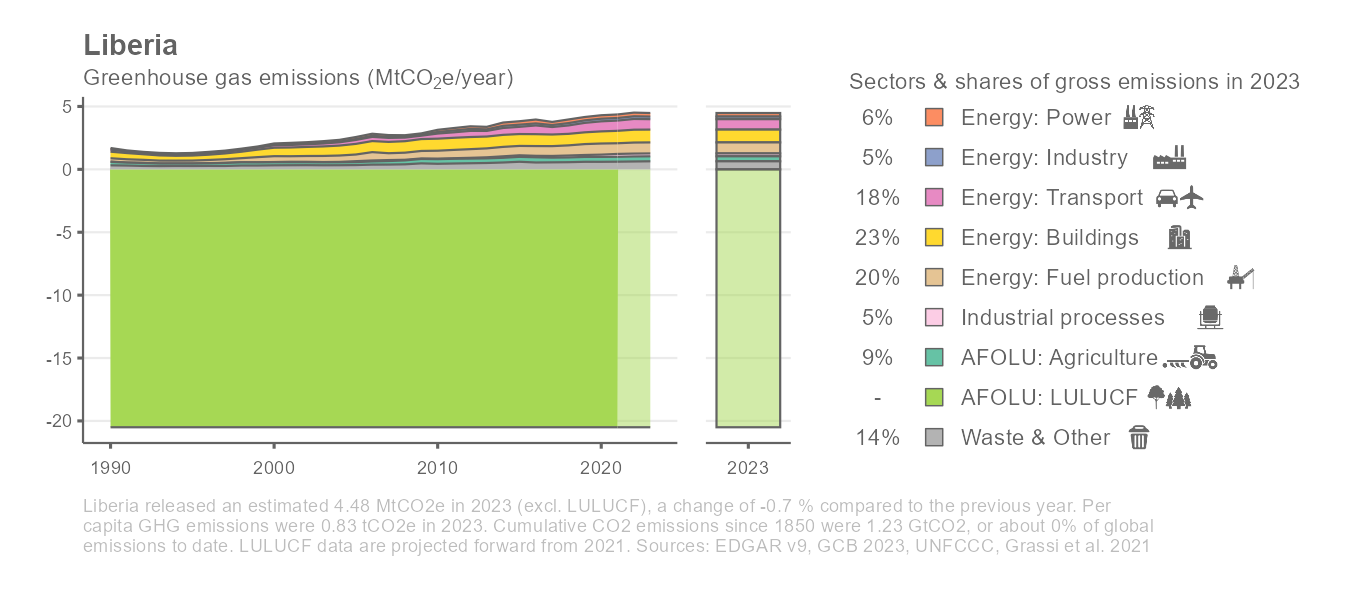 Liberia
Greenhouse gas emissions (MtCO2e/year)
Sectors & shares of gross emissions in 2023
5
0
-5
-10
-15
-20
1990
2000
2010
2020
2023
6% Energy: Power
5% Energy: Industry
18% Energy: Transport
23% Energy: Buildings
20% Energy: Fuel production
5% Industrial processes
9% AFOLU: Agriculture
- AFOLU: LULUCF
14% Waste & Other
Liberia released an estimated 4.48 MtCO2e in 2023 (excl. LULUCF), a change of -0.7 % compared to the previous year. Per
capita GHG emissions were 0.83 tCO2e in 2023. Cumulative CO2 emissions since 1850 were 1.23 GtCO2, or about 0% of global
emissions to date. LULUCF data are projected forward from 2021. Sources: EDGAR v9, GCB 2023, UNFCCC, Grassi et al. 2021